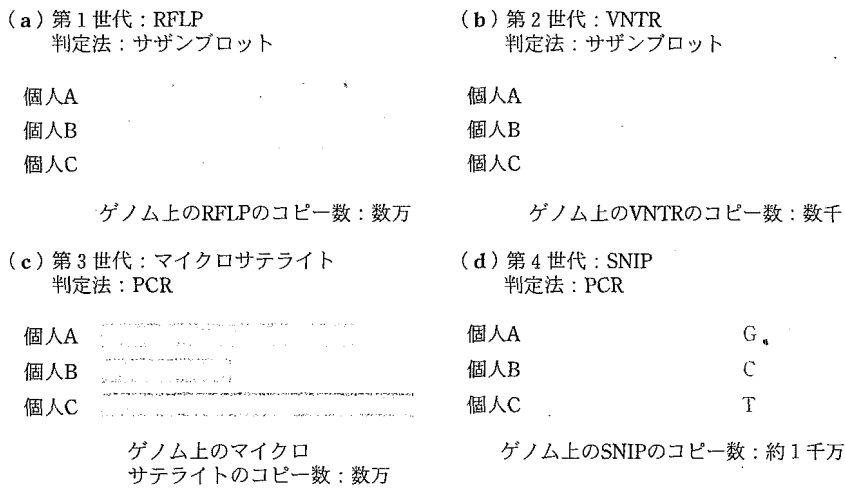 (a) 第1世代：RFLP
判定法：サザンブロット
個人A
個人B
個人C
ゲノム上のRFLPのコピー数：数万
(b) 第2世代：VNTR
判定法：サザンブロット
個人A
個人B
個人C
ゲノム上のVNTRのコピー数：数千
(c) 第3世代：マイクロサテライト
判定法：PCR
個人A
個人B
個人C
ゲノム上のマイクロ
サテライトのコピー数：数万
(d) 第4世代：SNIP
判定法：PCR
個人A G
個人B C
個人C T
ゲノム上のSNIPのコピー数：約1千万